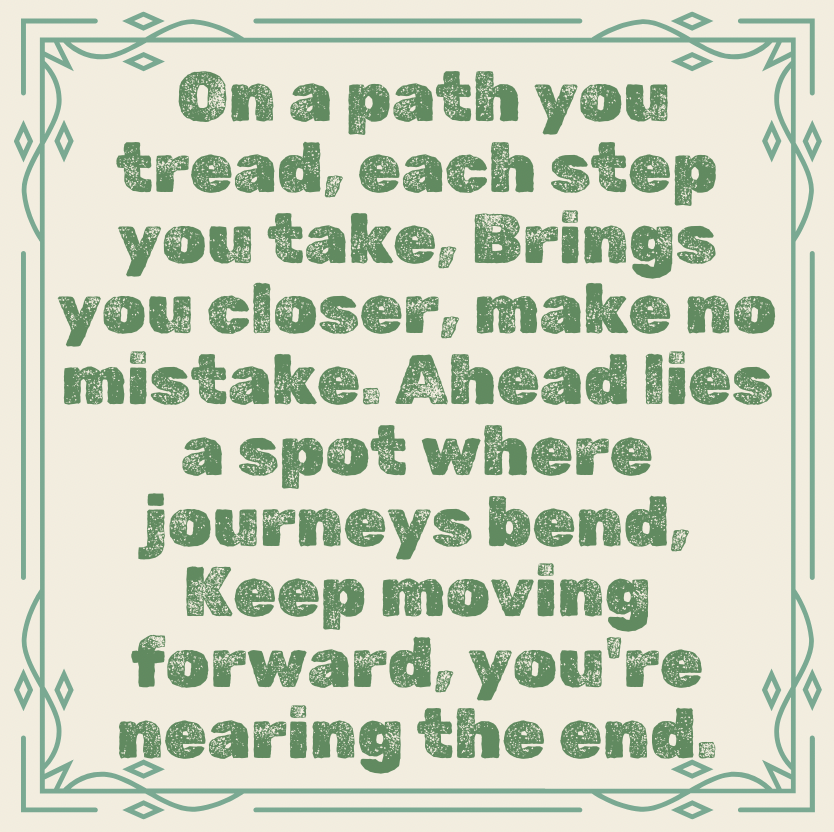 On a path you
tread, each step
you take, Brings
you closer, make no
mistake. Ahead lies
a spot where
journeys bend,
Keep moving
forward, you're
nearing the end.